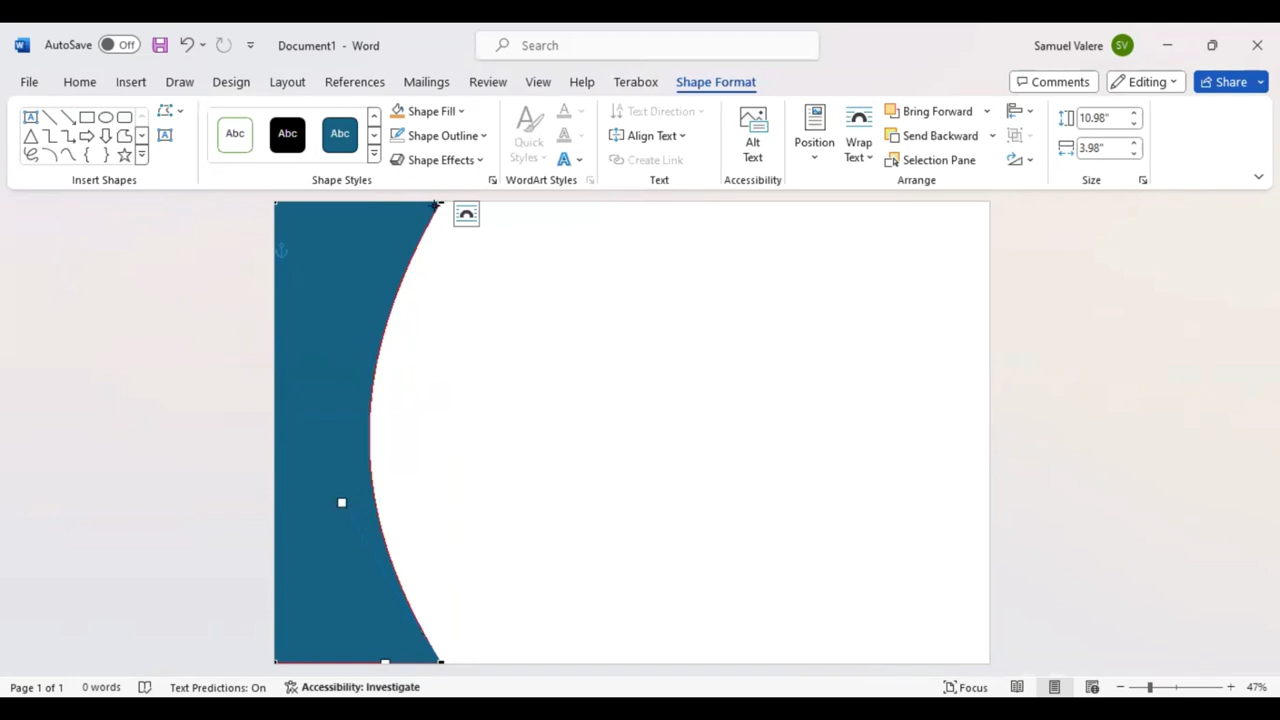 AutoSave Off Document1 - Word Search Samuel Valere SV
File Home Insert Draw Design Layout References Mailings Review View Help Terabox Shape Format Comments Editing Share
Abc Abc Abc
Shape Fill
Shape Outline
Shape Effects
Quick
Styles
Text Direction
Align Text
Create Link
Alt
Text
Position
Wrap
Text
Bring Forward
Send Backward
Selection Pane
10.98"
3.98"
Insert Shapes Shape Styles WordArt Styles Text Accessibility Arrange Size
Page 1 of 1 0 words Text Predictions: On Accessibility: Investigate Focus 47%